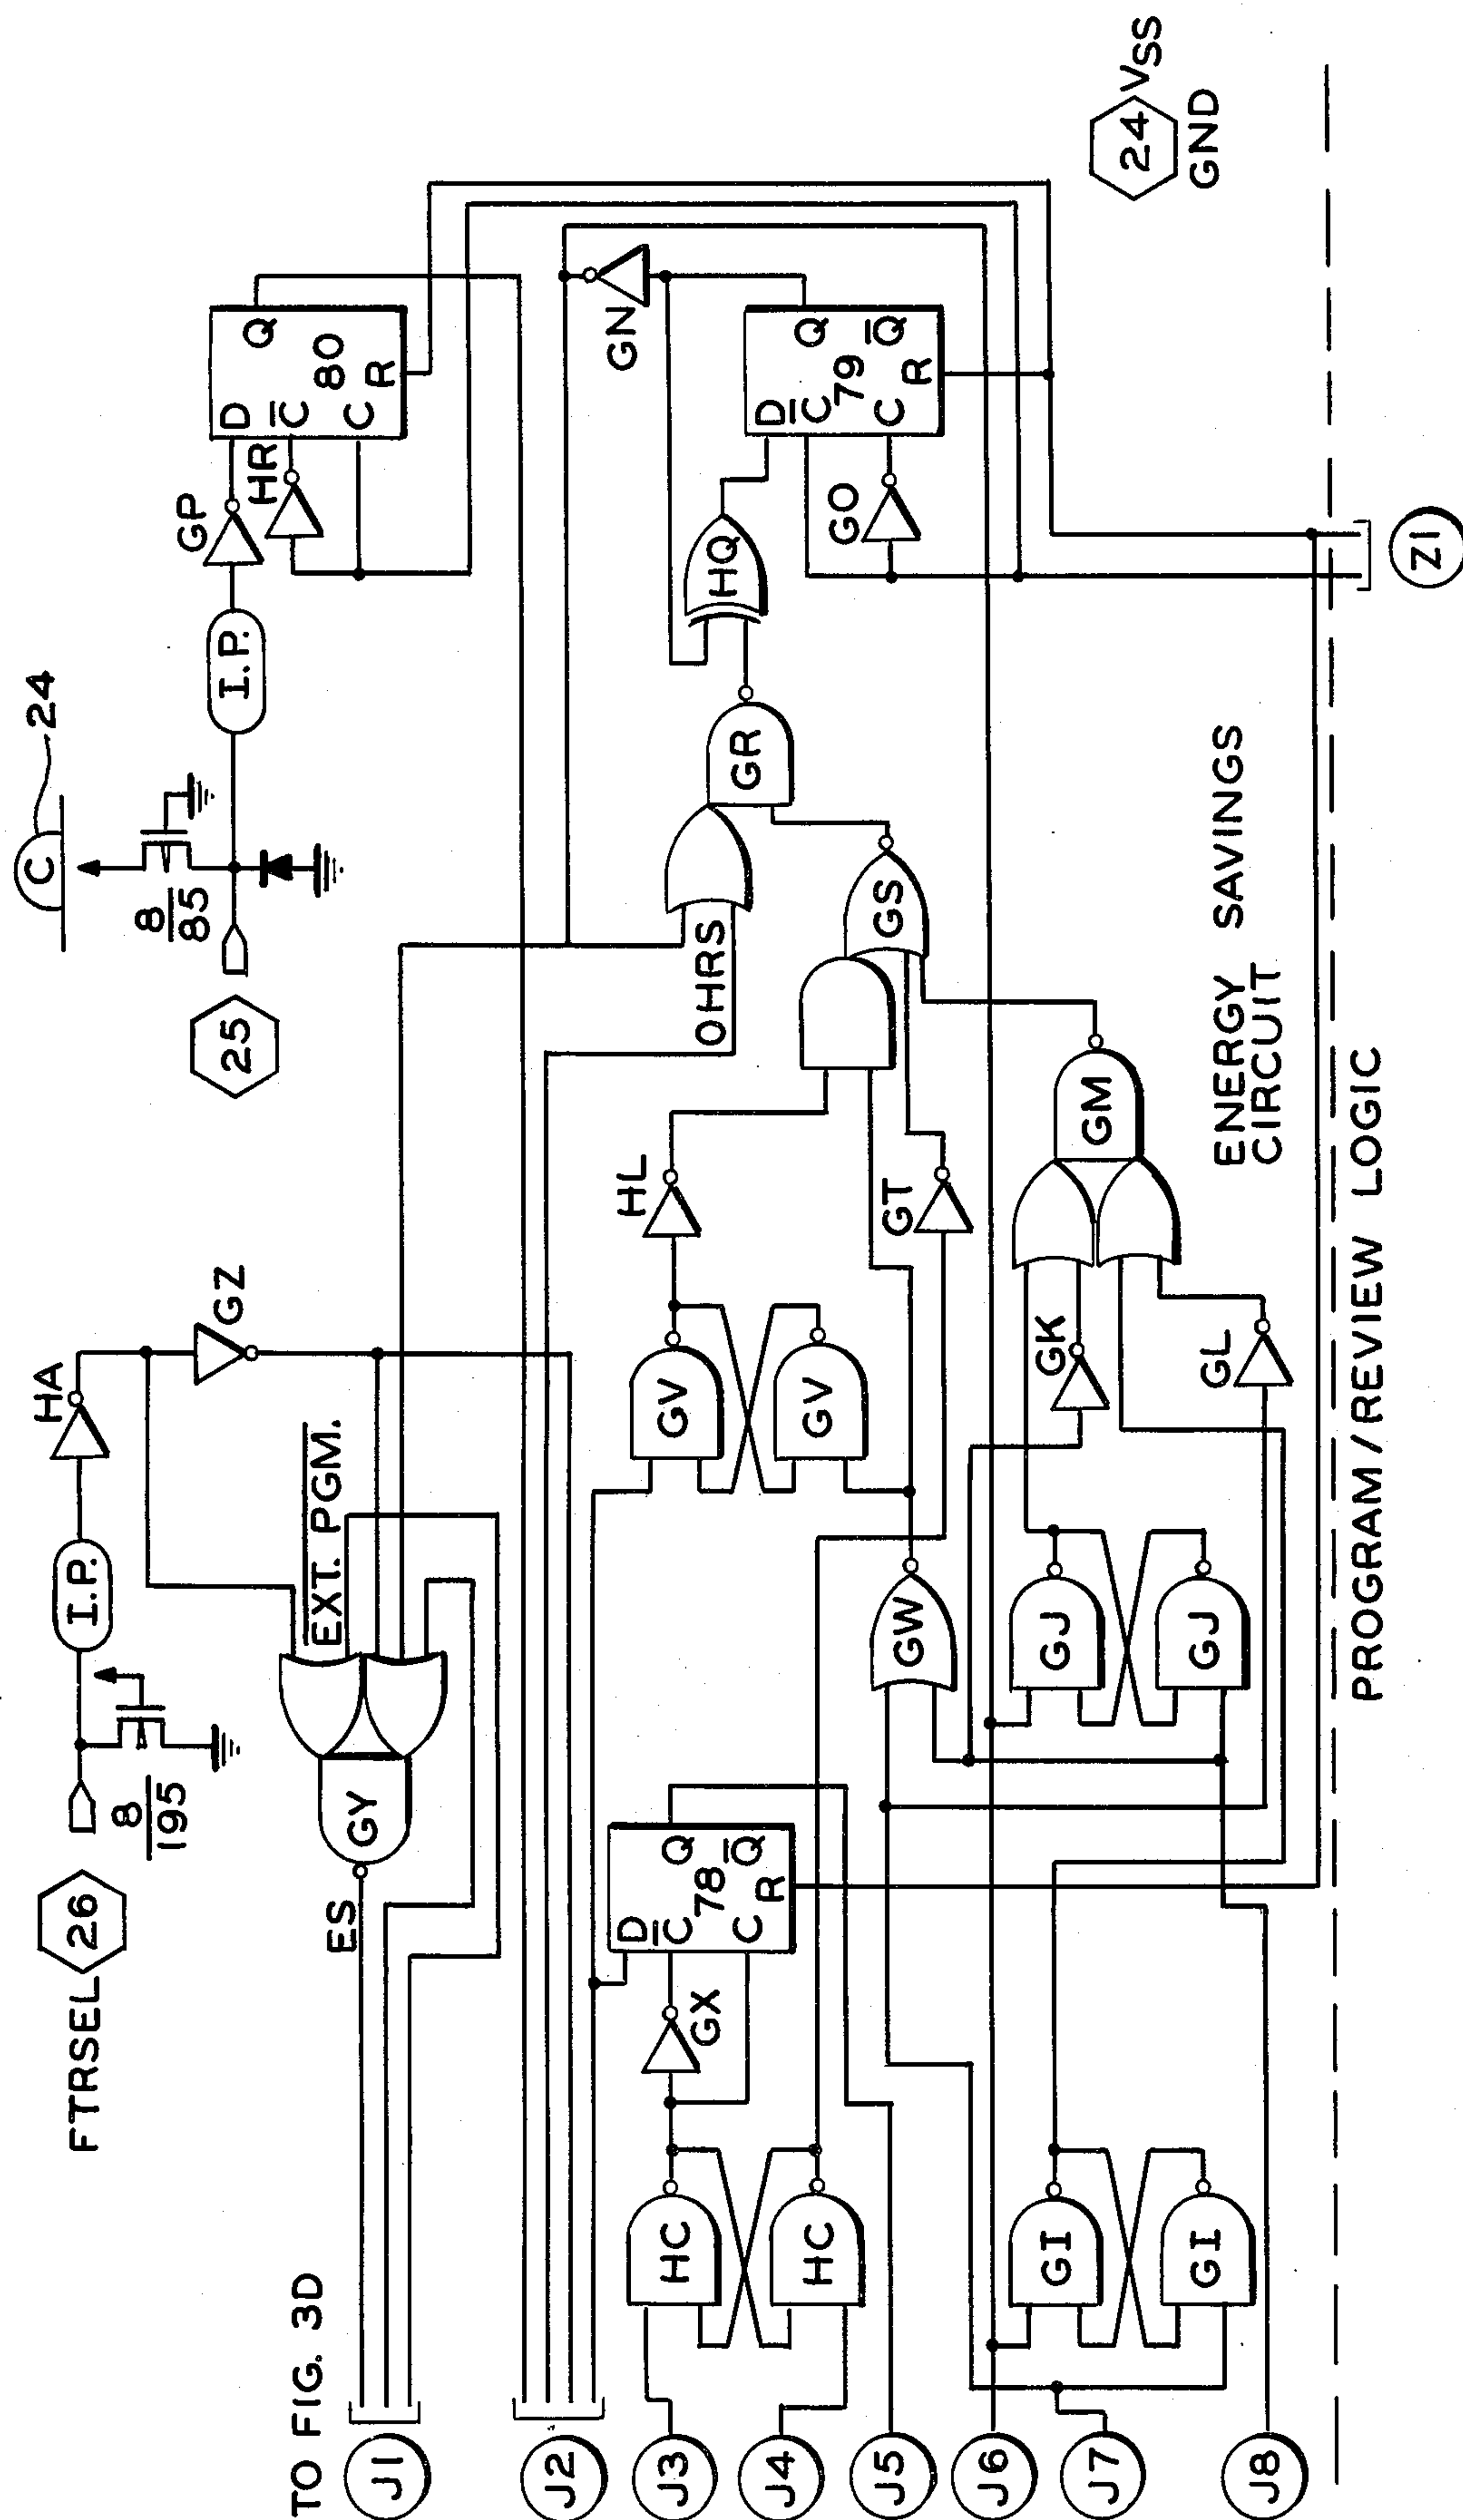 TO FIG. 3D
J1
J2
J3
J4
J5
J6
J7
J8
FTRSEL
26
8
195
I.P.
HA
GZ
EXT. PGM.
GY
ES
25
8
85
C
24
I.P.
GP
HR
D
C
C
Q
80
R
HC
HC
GX
D
C
C
Q
78
Q
R
GV
GV
HL
GW
GT
GS
OHRS
GR
HQ
GN
GO
D
C
C
Q
79
Q
R
GI
GI
GJ
GJ
GK
GL
GM
24
VSS
GND
ENERGY SAVINGS
CIRCUIT
PROGRAM/REVIEW LOGIC
Z1